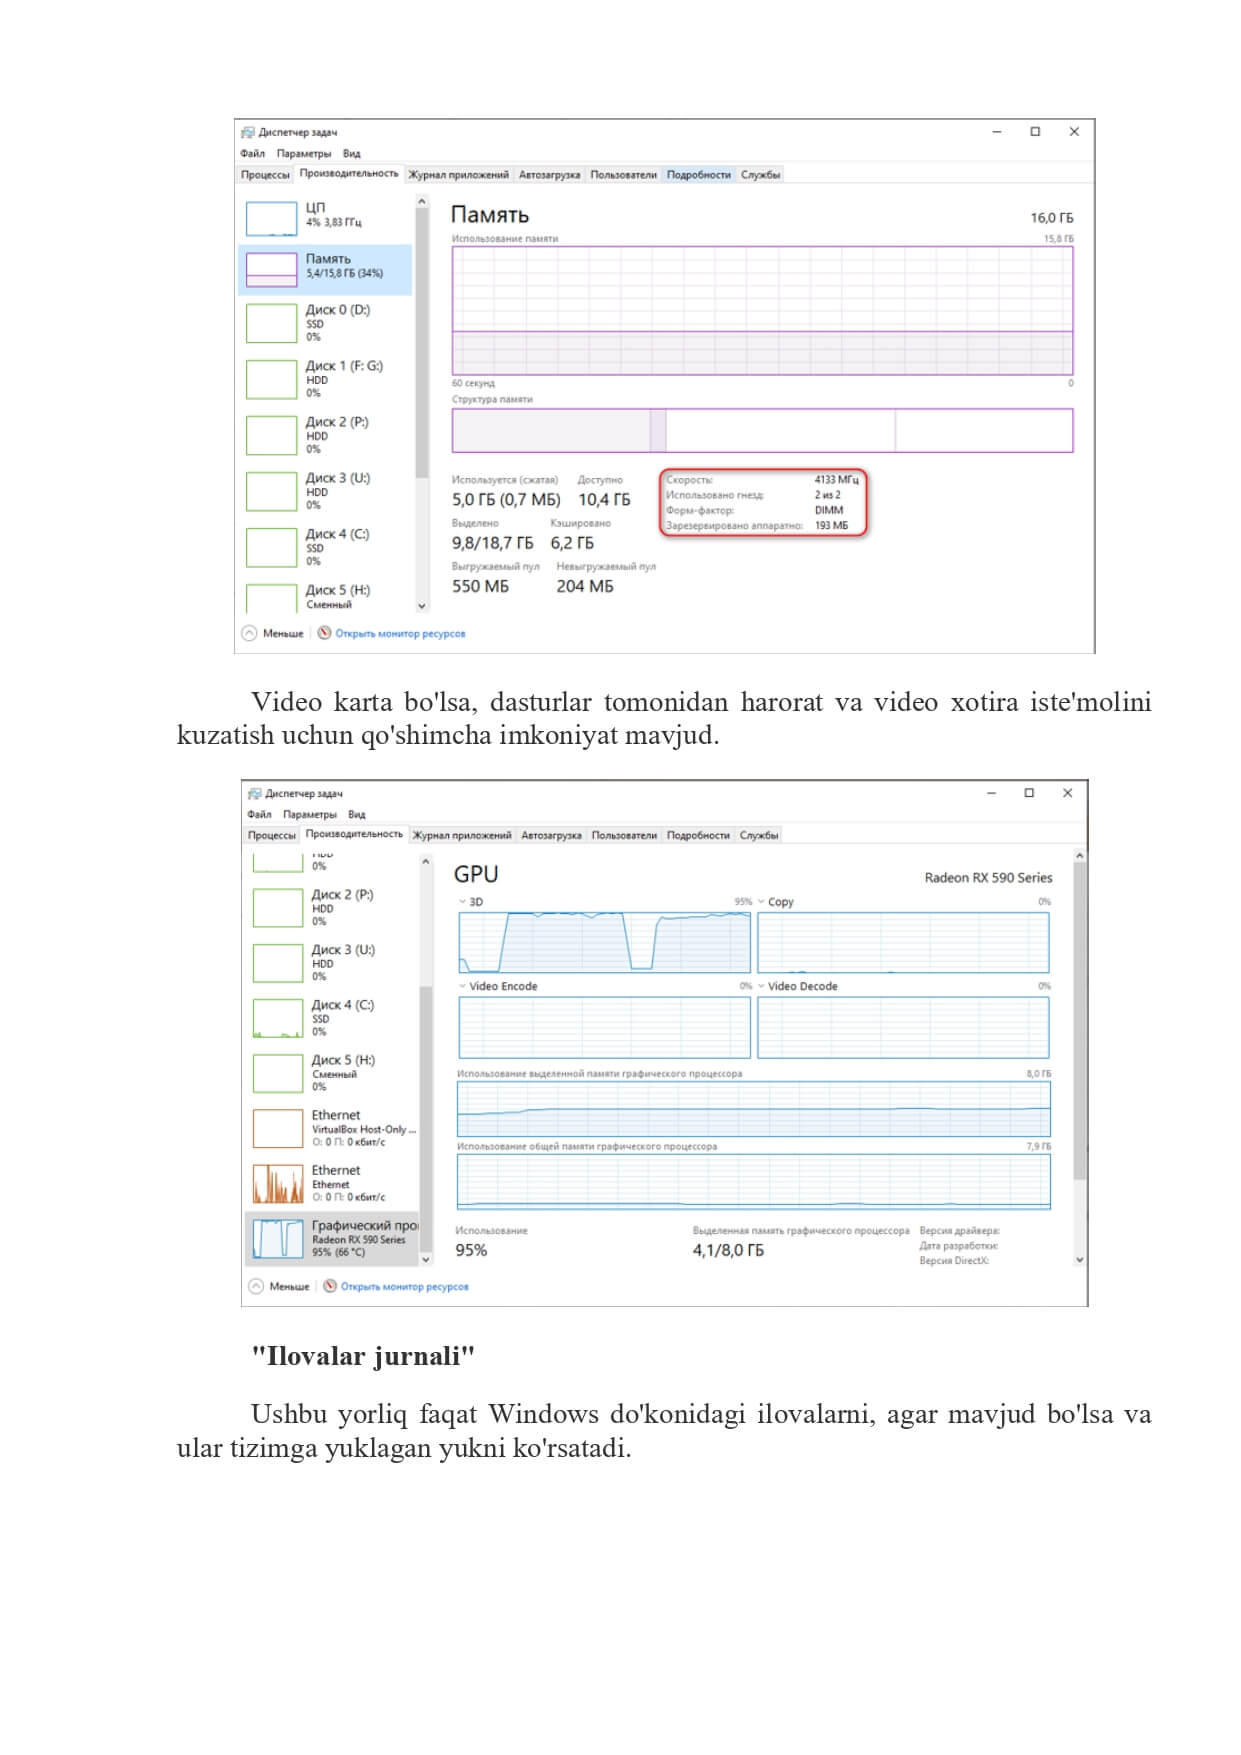 Диспетчер задач
Файл Параметры Вид
Процессы Производительность Журнал приложений Автозагрузка Пользователи Подробности Службы
ЦП
4% 3,83 ГГц
Память
5,4/15,8 ГБ (34%)
Диск 0 (D:)
SSD
0%
Диск 1 (F: G:)
HDD
0%
Диск 2 (P:)
HDD
0%
Диск 3 (U:)
HDD
0%
Диск 4 (C:)
SSD
0%
Диск 5 (H:)
Сменный
Память 16,0 ГБ
Использование памяти 15,8 ГБ
60 секунд 0
Структура памяти
Используется (сжатая) Доступно
5,0 ГБ (0,7 МБ) 10,4 ГБ
Выделено Кэшировано
9,8/18,7 ГБ 6,2 ГБ
Выгружаемый пул Невыгружаемый пул
550 МБ 204 МБ
Скорость: 4133 МГц
Использовано гнезд: 2 из 2
Форм-фактор: DIMM
Зарезервировано аппаратно: 193 МБ
Меньше Открыть монитор ресурсов
Video karta bo'lsa, dasturlar tomonidan harorat va video xotira iste'molini
kuzatish uchun qo'shimcha imkoniyat mavjud.
Диспетчер задач
Файл Параметры Вид
Процессы Производительность Журнал приложений Автозагрузка Пользователи Подробности Службы
HDD
0%
Диск 2 (P:)
HDD
0%
Диск 3 (U:)
HDD
0%
Диск 4 (C:)
SSD
0%
Диск 5 (H:)
Сменный
0%
Ethernet
VirtualBox Host-Only ...
О: 0 П: 0 кбит/с
Ethernet
Ethernet
О: 0 П: 0 кбит/с
Графический про
Radeon RX 590 Series
95% (66 °C)
GPU Radeon RX 590 Series
3D 95% Copy 0%
Video Encode 0% Video Decode 0%
Использование выделенной памяти графического процессора 8,0 ГБ
Использование общей памяти графического процессора 7,9 ГБ
Использование
95%
Выделенная память графического процессора
4,1/8,0 ГБ
Версия драйвера:
Дата разработки:
Версия DirectX:
Меньше Открыть монитор ресурсов
"Ilovalar jurnali"
Ushbu yorliq faqat Windows do'konidagi ilovalarni, agar mavjud bo'lsa va
ular tizimga yuklagan yukni ko'rsatadi.